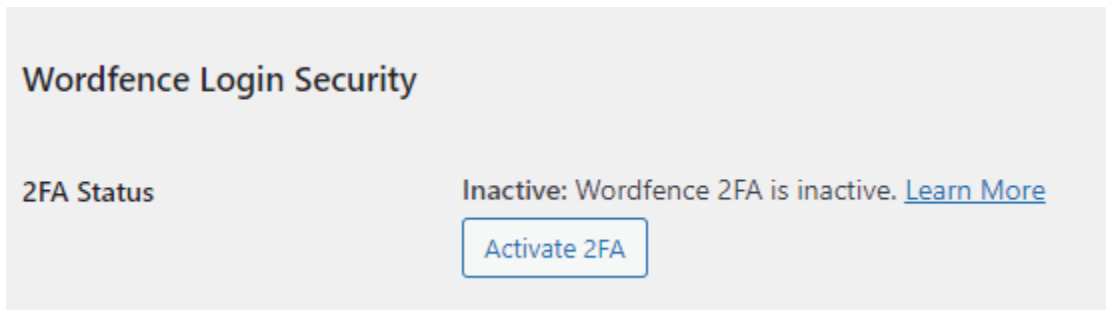 Wordfence Login Security
2FA Status
Inactive: Wordfence 2FA is inactive. Learn More
Activate 2FA